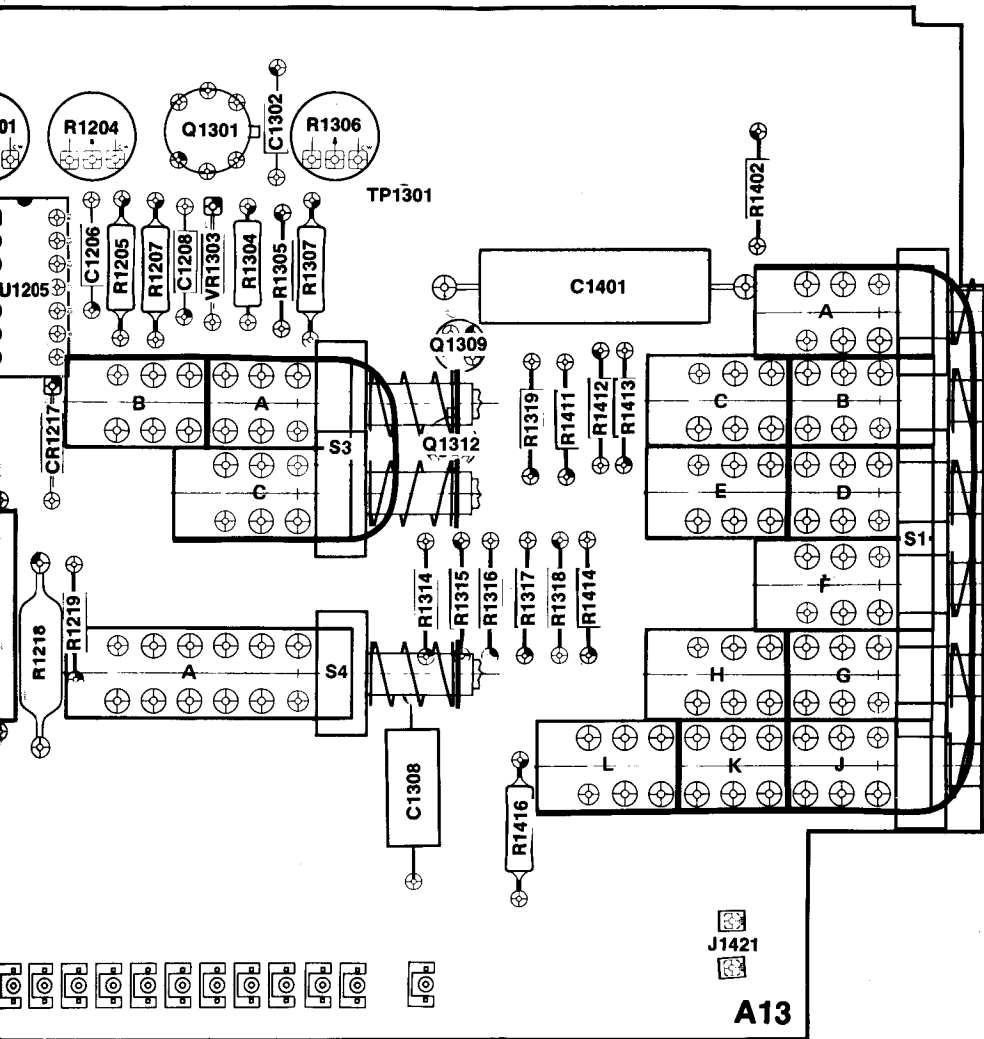 01
R1204
Q1301
C1302
R1306
TP1301
R1402
C1206
R1205
R1207
C1208
VR1303
R1304
R1305
R1307
U1205
C1401
A
Q1309
CR1217
B
A
S3
Q1312
C
R1319
R1411
R1412
R1413
C
B
E
D
S1
F
R1218
R1219
A
S4
R1314
R1315
R1316
R1317
R1318
R1414
H
G
L
K
J
C1308
R1416
J1421
A13